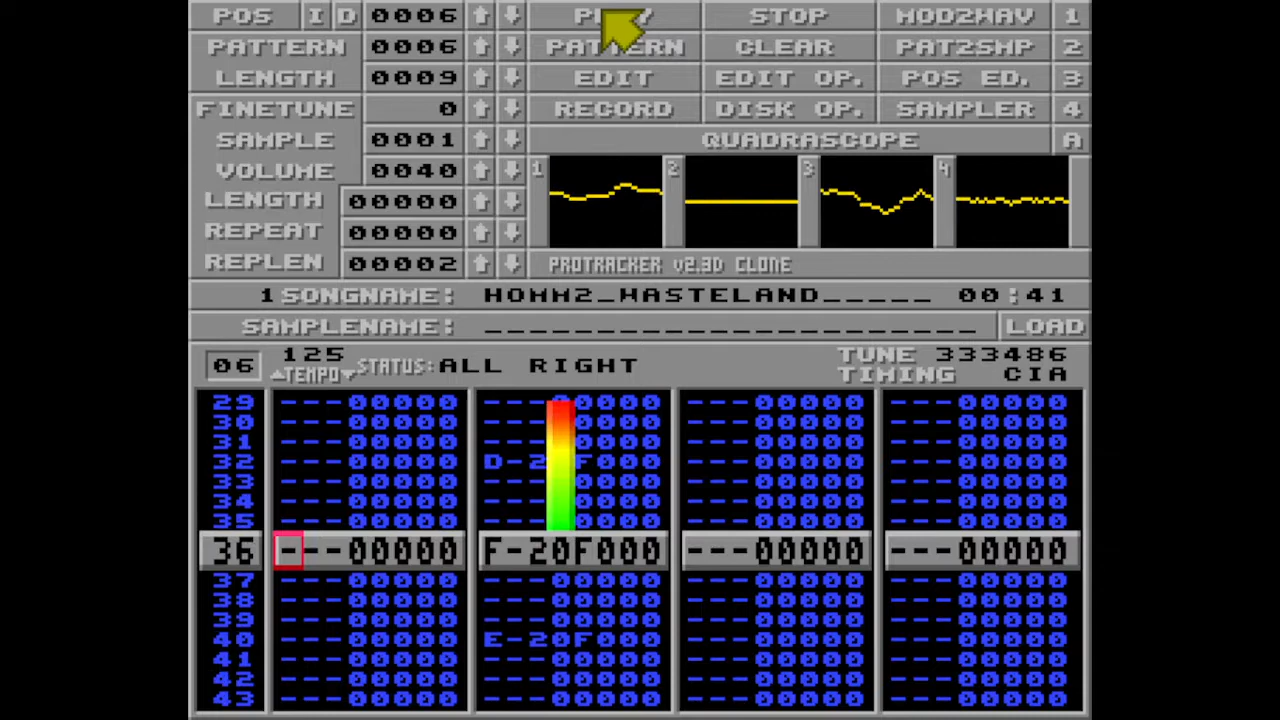 POS I D 0006 STOP MOD2WAV 1
PATTERN 0006 PATTERN CLEAR PAT2SMP 2
LENGTH 0009 EDIT EDIT OP. POS ED. 3
FINETUNE 0 RECORD DISK OP. SAMPLER 4
SAMPLE 0001 QUADRASCOPE A
VOLUME 0040 1 2 3 4
LENGTH 00000
REPEAT 00000
REPLEN 00002 PROTRACKER V2.3D CLONE
1 SONGNAME: HOMM2_WASTELAND_____ 00:41
SAMPLENAME: ______________________ LOAD
06 125 TEMPO STATUS: ALL RIGHT TUNE 333486
TIMING CIA
29 ---00000 ---00000 ---00000 ---00000
30 ---00000 ---00000 ---00000 ---00000
31 ---00000 ---00000 ---00000 ---00000
32 ---00000 D-20F000 ---00000 ---00000
33 ---00000 ---00000 ---00000 ---00000
34 ---00000 ---00000 ---00000 ---00000
35 ---00000 ---00000 ---00000 ---00000
36 ---00000 F-20F000 ---00000 ---00000
37 ---00000 ---00000 ---00000 ---00000
38 ---00000 ---00000 ---00000 ---00000
39 ---00000 ---00000 ---00000 ---00000
40 ---00000 E-20F000 ---00000 ---00000
41 ---00000 ---00000 ---00000 ---00000
42 ---00000 ---00000 ---00000 ---00000
43 ---00000 ---00000 ---00000 ---00000